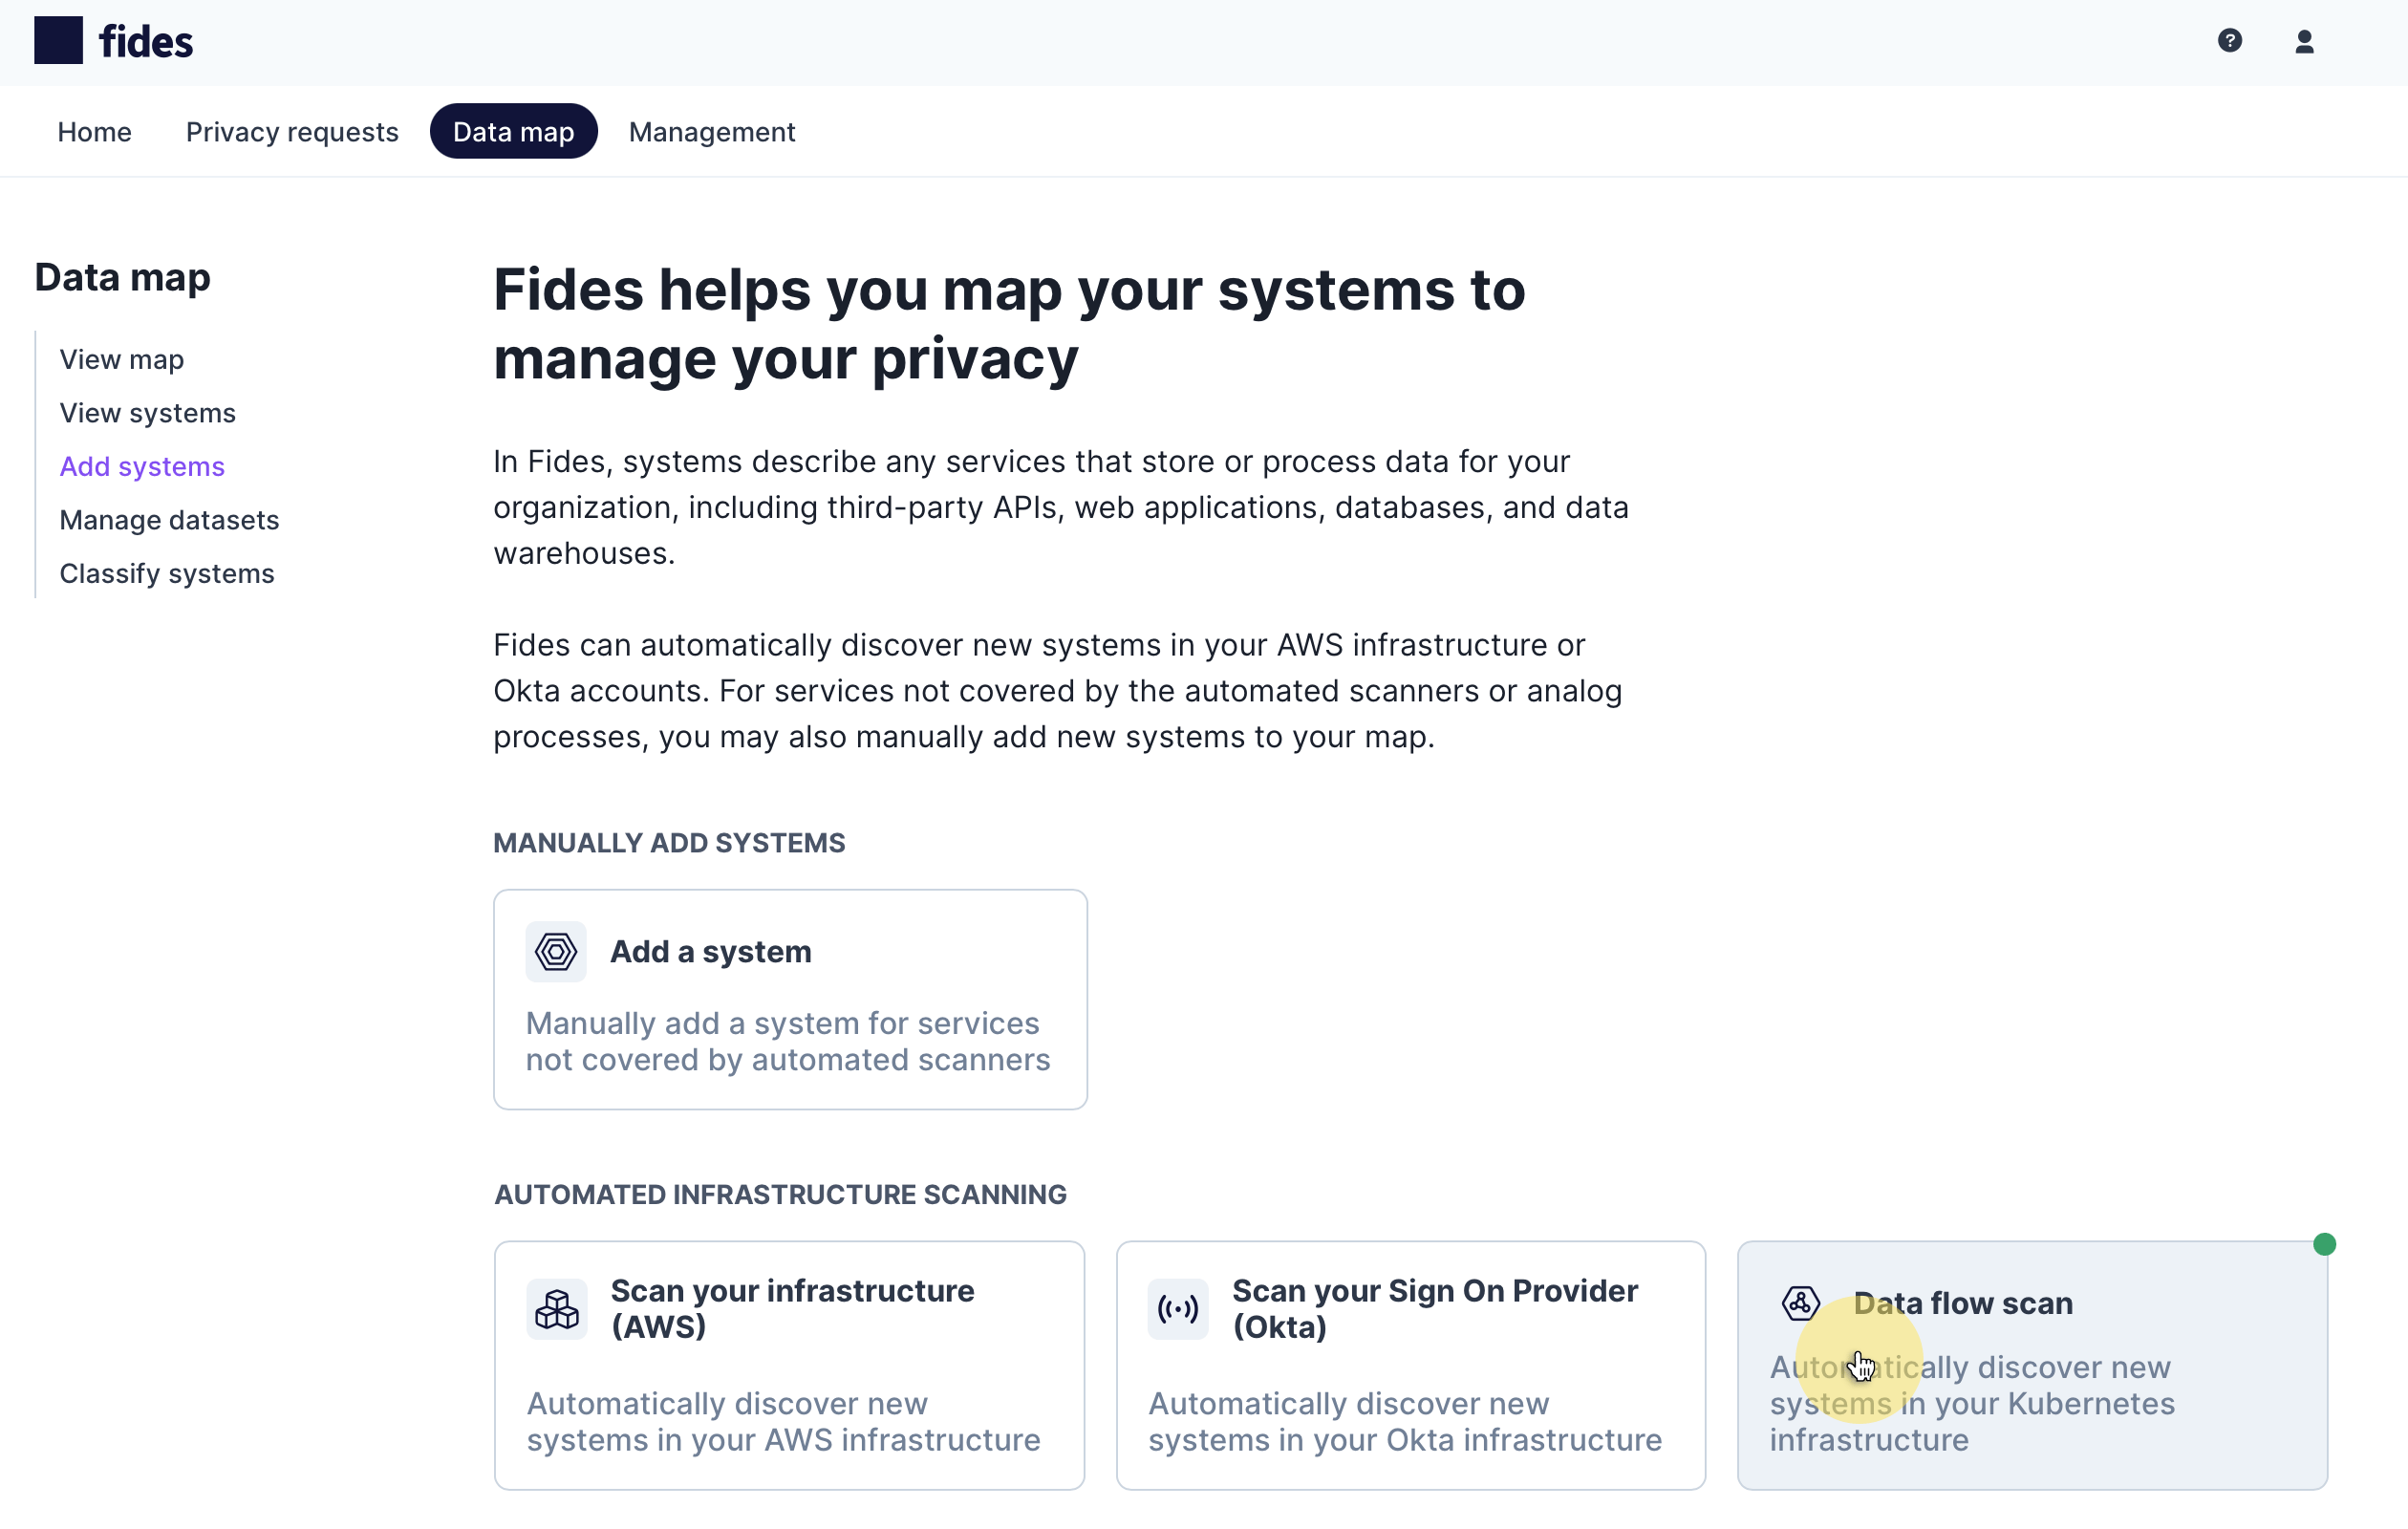 fides
?
Home
Privacy requests
Data map
Management
Data map
View map
View systems
Add systems
Manage datasets
Classify systems
Fides helps you map your systems to
manage your privacy
In Fides, systems describe any services that store or process data for your
organization, including third-party APIs, web applications, databases, and data
warehouses.
Fides can automatically discover new systems in your AWS infrastructure or
Okta accounts. For services not covered by the automated scanners or analog
processes, you may also manually add new systems to your map.
MANUALLY ADD SYSTEMS
Add a system
Manually add a system for services
not covered by automated scanners
AUTOMATED INFRASTRUCTURE SCANNING
Scan your infrastructure
(AWS)
Automatically discover new
systems in your AWS infrastructure
Scan your Sign On Provider
(Okta)
Automatically discover new
systems in your Okta infrastructure
Data flow scan
Automatically discover new
systems in your Kubernetes
infrastructure